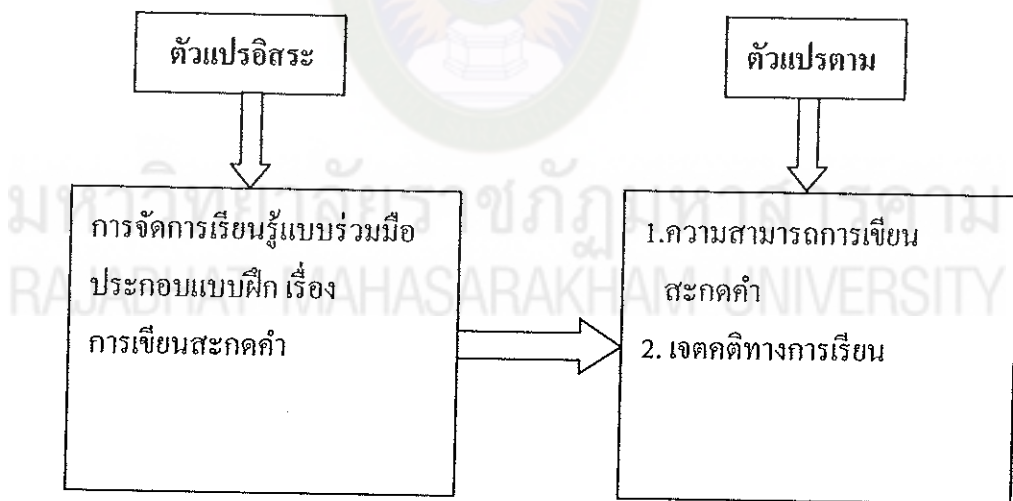 ตัวแปรอิสระ
ตัวแปรตาม
มหาวิทยาลัยราชภัฏมหาสารคาม
RAJABHAT MAHASARAKHAM UNIVERSITY
การจัดการเรียนรู้แบบร่วมมือ
ประกอบแบบฝึก เรื่อง
การเขียนสะกดคำ
1.ความสามารถการเขียน
สะกดคำ
2. เจตคติทางการเรียน